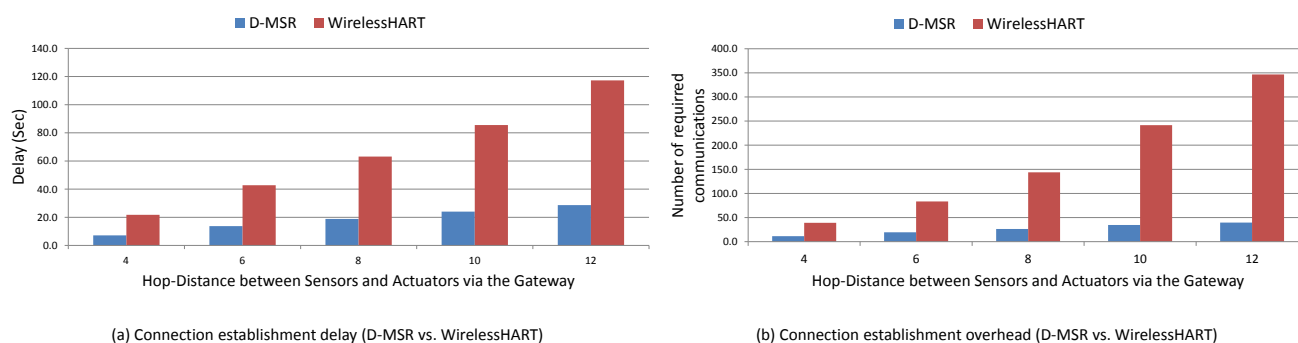 D-MSR WirelessHART
140.0
120.0
100.0
80.0
60.0
40.0
20.0
0.0
Delay (Sec)
4 6 8 10 12
Hop-Distance between Sensors and Actuators via the Gateway
(a) Connection establishment delay (D-MSR vs. WirelessHART)
D-MSR WirelessHART
400.0
350.0
300.0
250.0
200.0
150.0
100.0
50.0
0.0
Number of requirred
communications
4 6 8 10 12
Hop-Distance between Sensors and Actuators via the Gateway
(b) Connection establishment overhead (D-MSR vs. WirelessHART)